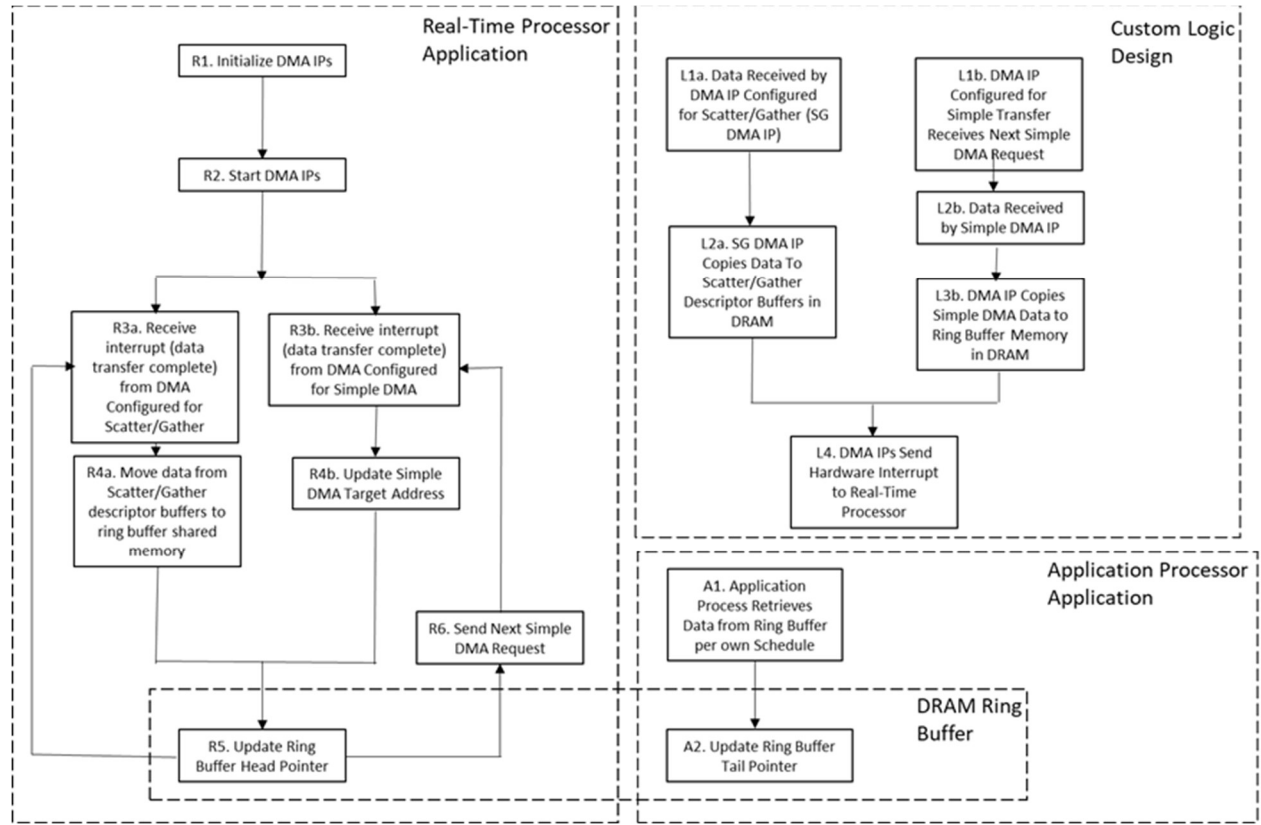 Real-Time Processor
Application
R1. Initialize DMA IPs
R2. Start DMA IPs
R3a. Receive
interrupt (data
transfer complete)
from DMA
Configured for
Scatter/Gather
R3b. Receive interrupt
(data transfer complete)
from DMA Configured
for Simple DMA
R4a. Move data from
Scatter/Gather
descriptor buffers to
ring buffer shared
memory
R4b. Update Simple
DMA Target Address
R6. Send Next Simple
DMA Request
R5. Update Ring
Buffer Head Pointer
Custom Logic
Design
L1a. Data Received by
DMA IP Configured
for Scatter/Gather (SG
DMA IP)
L1b. DMA IP
Configured for
Simple Transfer
Receives Next Simple
DMA Request
L2a. SG DMA IP
Copies Data To
Scatter/Gather
Descriptor Buffers in
DRAM
L2b. Data Received
by Simple DMA IP
L3b. DMA IP Copies
Simple DMA Data to
Ring Buffer Memory
in DRAM
L4. DMA IPs Send
Hardware Interrupt
to Real-Time
Processor
Application Processor
Application
A1. Application
Process Retrieves
Data from Ring Buffer
per own Schedule
DRAM Ring
Buffer
A2. Update Ring Buffer
Tail Pointer